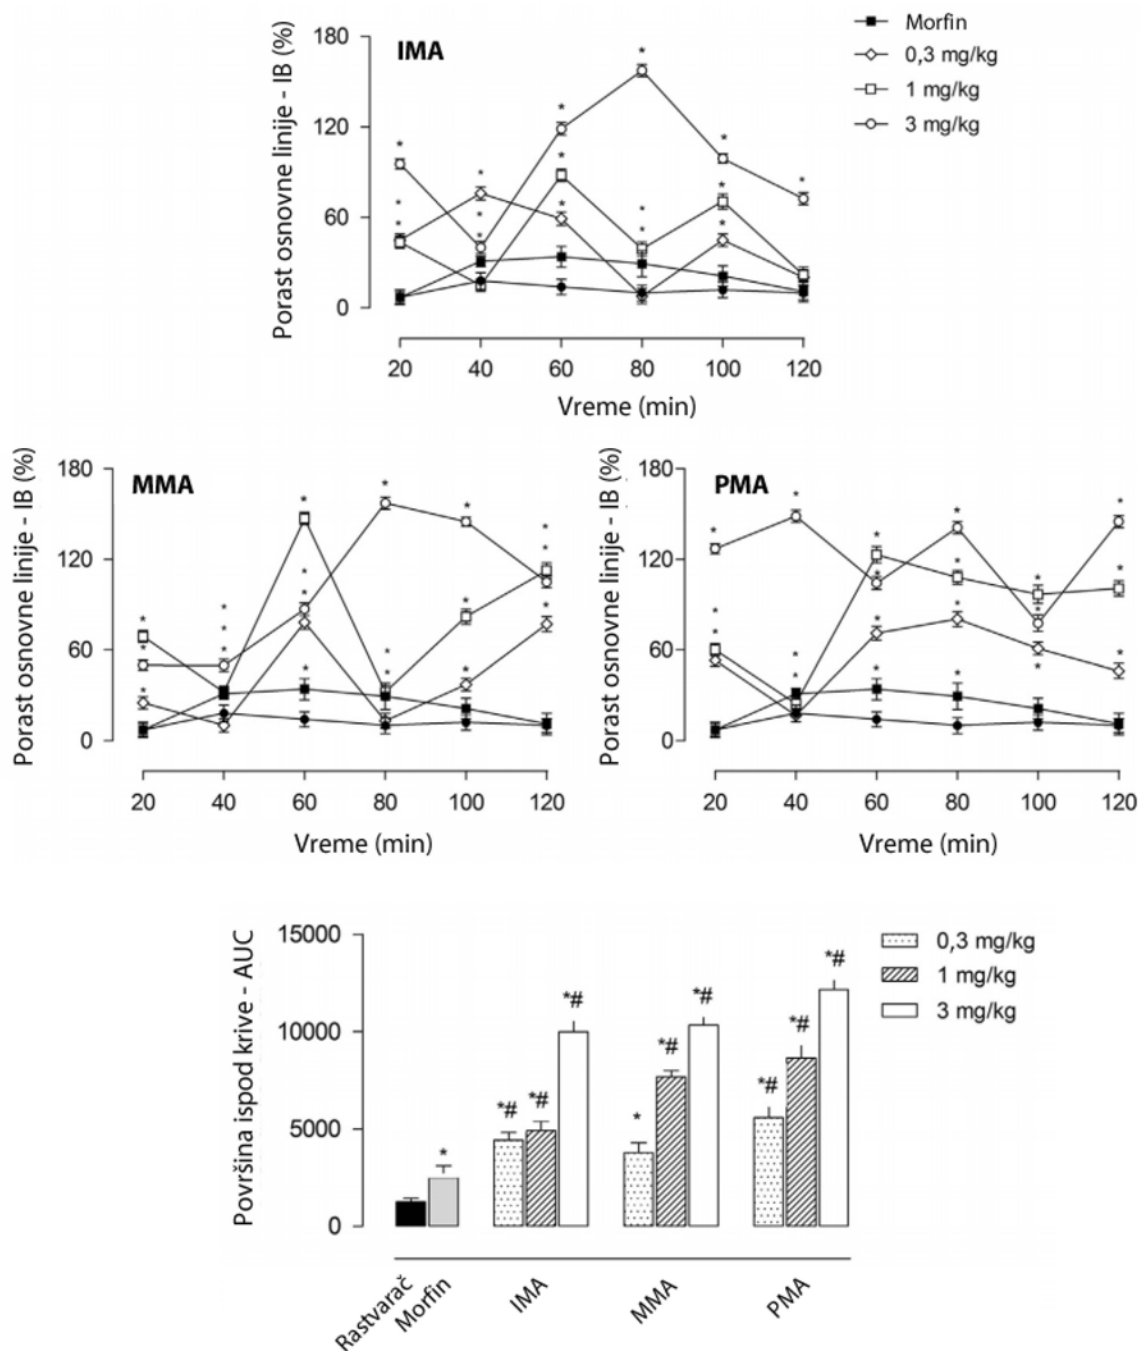 Morfin
0,3 mg/kg
1 mg/kg
3 mg/kg
IMA
Porast osnovne linije - IB (%)
180
120
60
0
20 40 60 80 100 120
Vreme (min)
MMA
Porast osnovne linije - IB (%)
180
120
60
0
20 40 60 80 100 120
Vreme (min)
PMA
Porast osnovne linije - IB (%)
180
120
60
0
20 40 60 80 100 120
Vreme (min)
Površina ispod krive - AUC
15000
10000
5000
0
0,3 mg/kg
1 mg/kg
3 mg/kg
*
*#
*#
*#
*
*#
*#
*#
*#
*#
Rastvarač
Morfin
IMA
MMA
PMA